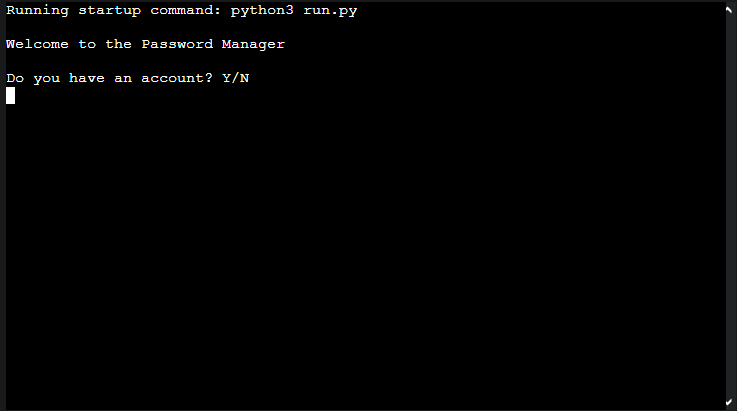 Running startup command: python3 run.py
Welcome to the Password Manager
Do you have an account? Y/N